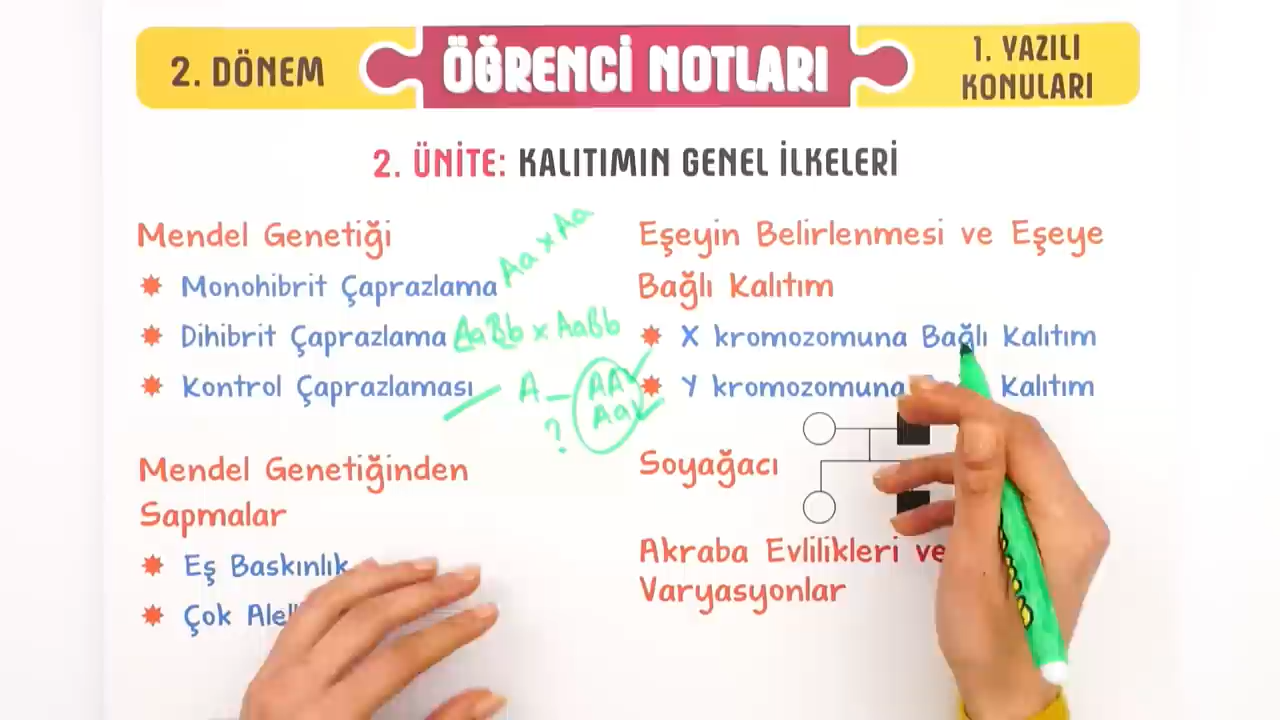 2. DÖNEM
ÖĞRENCİ NOTLARI
1. YAZILI
KONULARI
2. ÜNİTE: KALITIMIN GENEL İLKELERİ
Mendel Genetiği
Monohibrit Çaprazlama Aa x Aa
Dihibrit Çaprazlama AaBb x AaBb
Kontrol Çaprazlaması A _ AA
Aa
?
Mendel Genetiğinden
Sapmalar
Eş Baskınlık
Çok
Eşeyin Belirlenmesi ve Eşeye
Bağlı Kalıtım
X kromozomuna Bağlı Kalıtım
Y kromozomuna Kalıtım
Soyağacı
Akraba Evlilikleri ve
Varyasyonlar